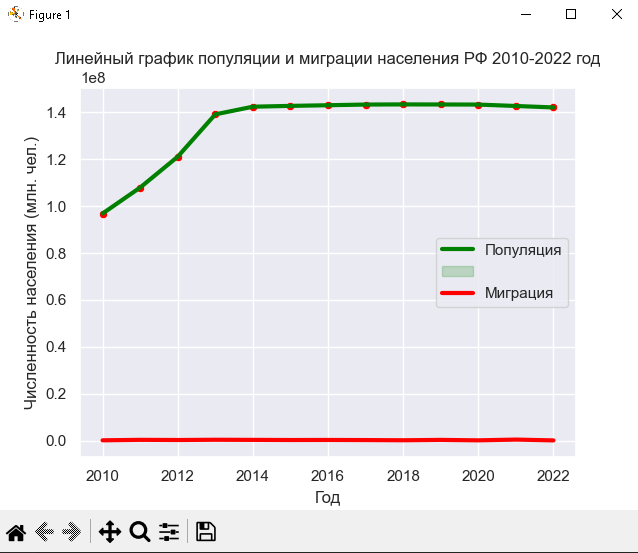 Figure 1
Линейный график популяции и миграции населения РФ 2010-2022 год
1e8
1.4
1.2
1.0
0.8
0.6
0.4
0.2
0.0
Численность населения (млн. чел.)
Популяция
Миграция
2010 2012 2014 2016 2018 2020 2022
Год